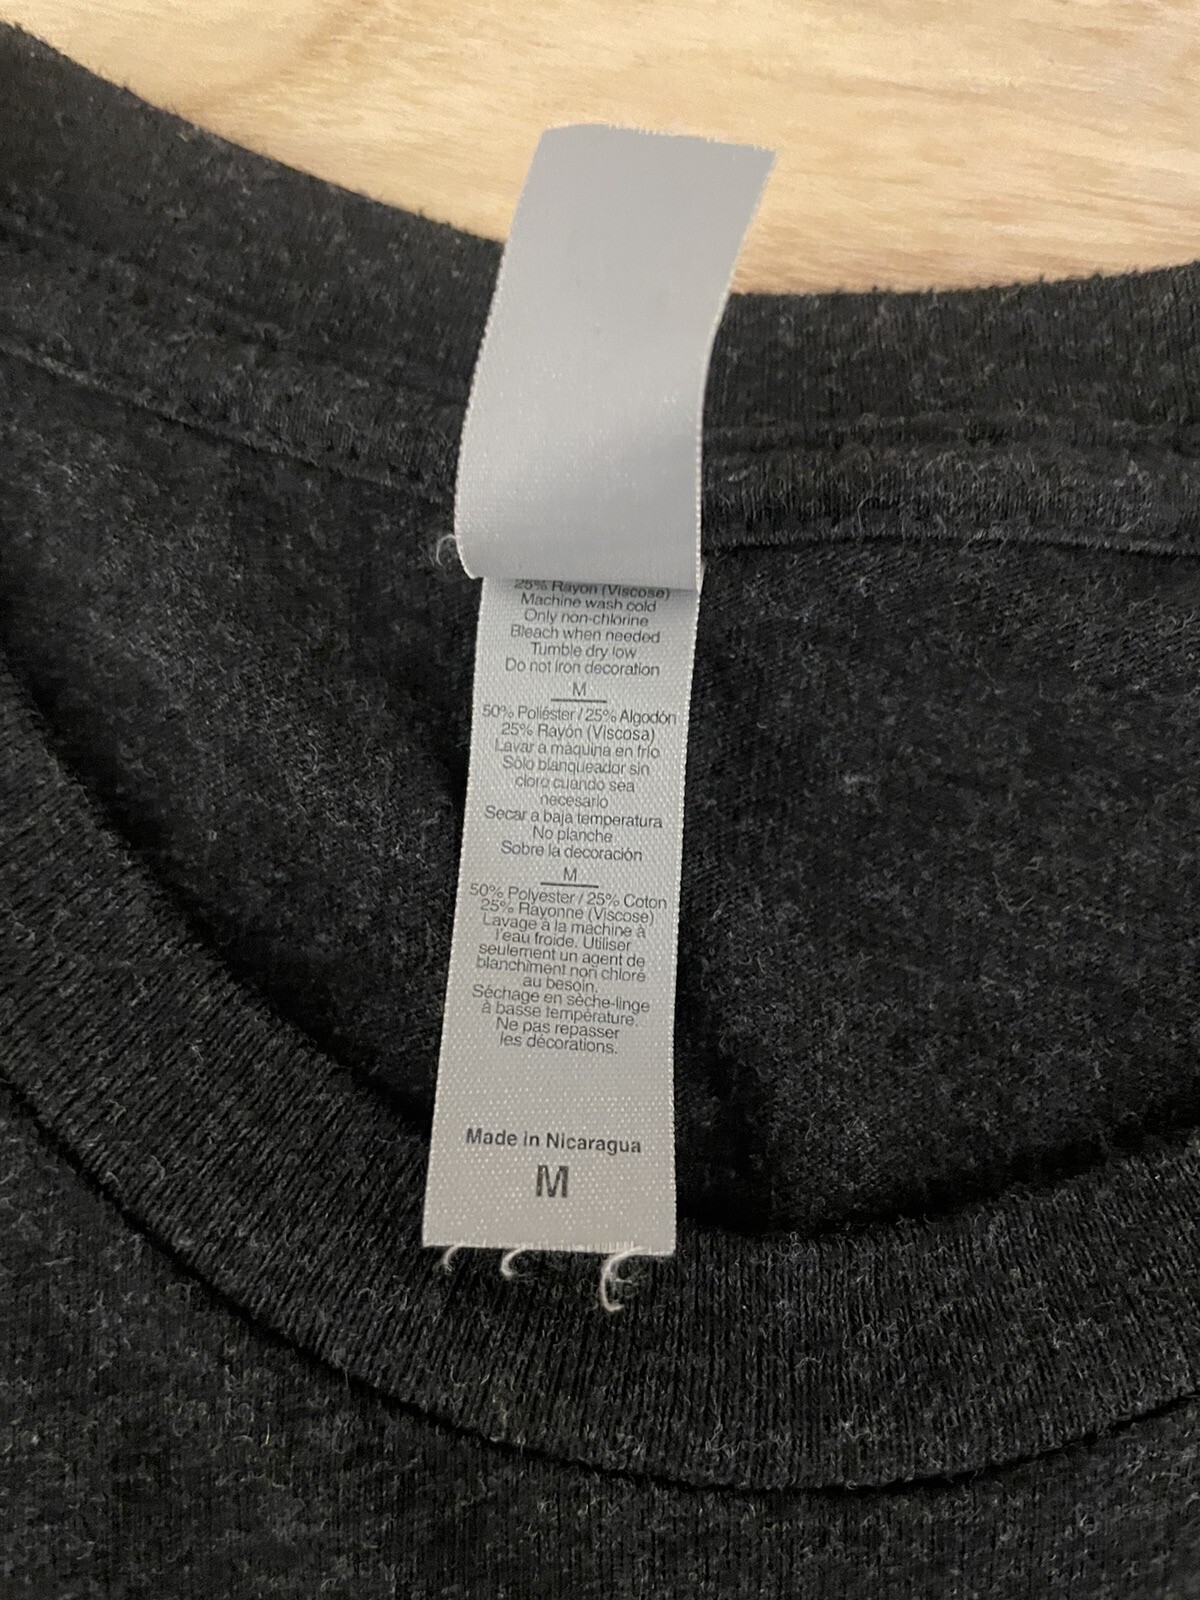 25% Rayon (Viscose)
Machine wash cold
Only non-chlorine
Bleach when needed
Tumble dry low
Do not iron decoration
M
50% Poliéster / 25% Algodón
25% Rayón (Viscosa)
Lavar a máquina en frío
Sólo blanqueador sin
cloro cuando sea
necesario
Secar a baja temperatura
No planche
Sobre la decoración
M
50% Polyester / 25% Coton
25% Rayonne (Viscose)
Lavage à la machine à
l'eau froide. Utiliser
seulement un agent de
blanchiment non chloré
au besoin.
Séchage en sèche-linge
à basse température.
Ne pas repasser
les décorations.
Made in Nicaragua
M